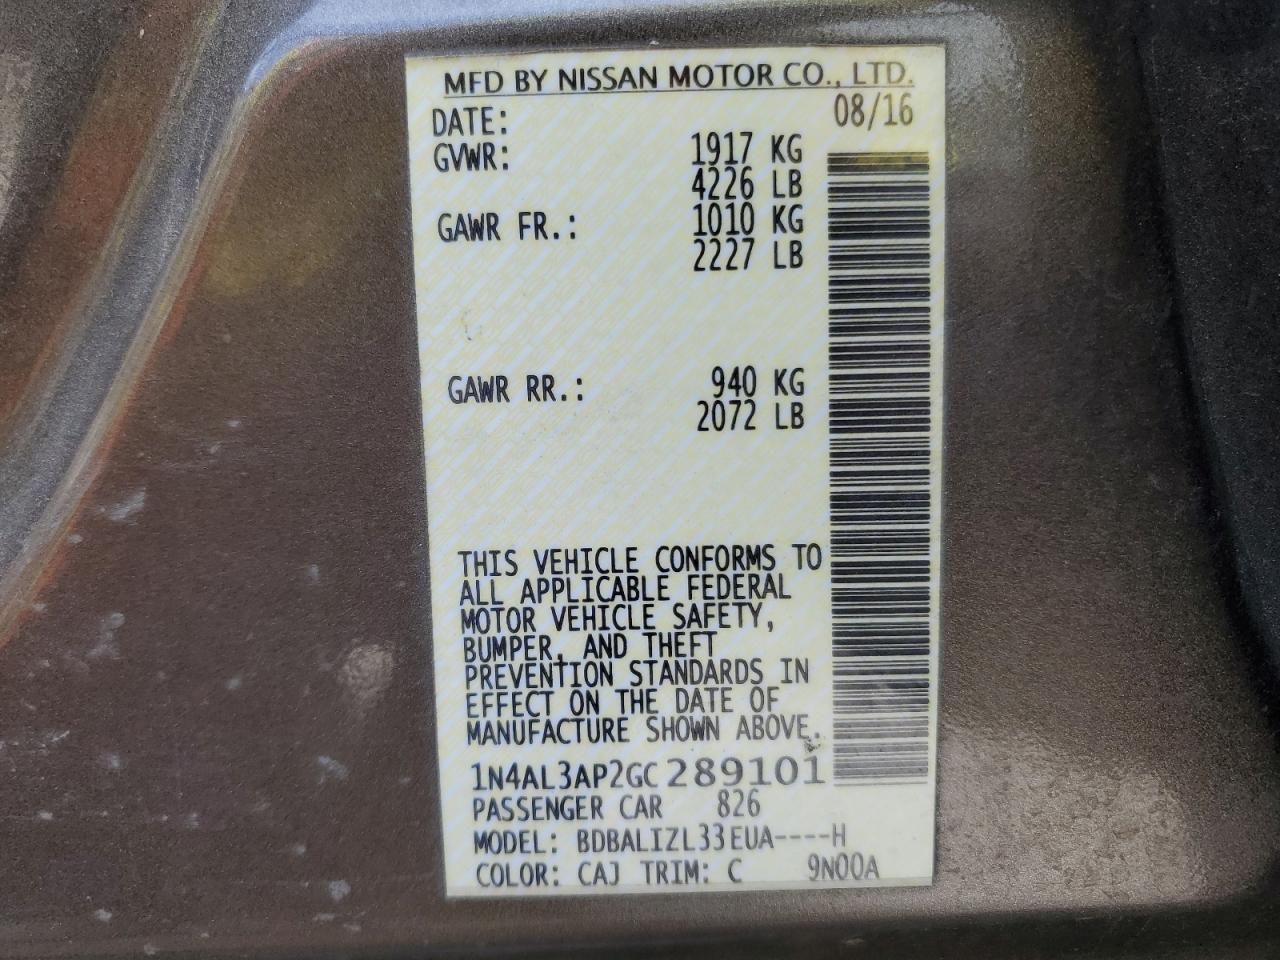 MFD BY NISSAN MOTOR CO., LTD.
DATE: 08/16
GVWR: 1917 KG
4226 LB
GAWR FR.: 1010 KG
2227 LB
GAWR RR.: 940 KG
2072 LB
THIS VEHICLE CONFORMS TO
ALL APPLICABLE FEDERAL
MOTOR VEHICLE SAFETY,
BUMPER, AND THEFT
PREVENTION STANDARDS IN
EFFECT ON THE DATE OF
MANUFACTURE SHOWN ABOVE.
1N4AL3AP2GC289101
PASSENGER CAR 826
MODEL: BDBALIZL33EUA----H
COLOR: CAJ TRIM: C 9N00A